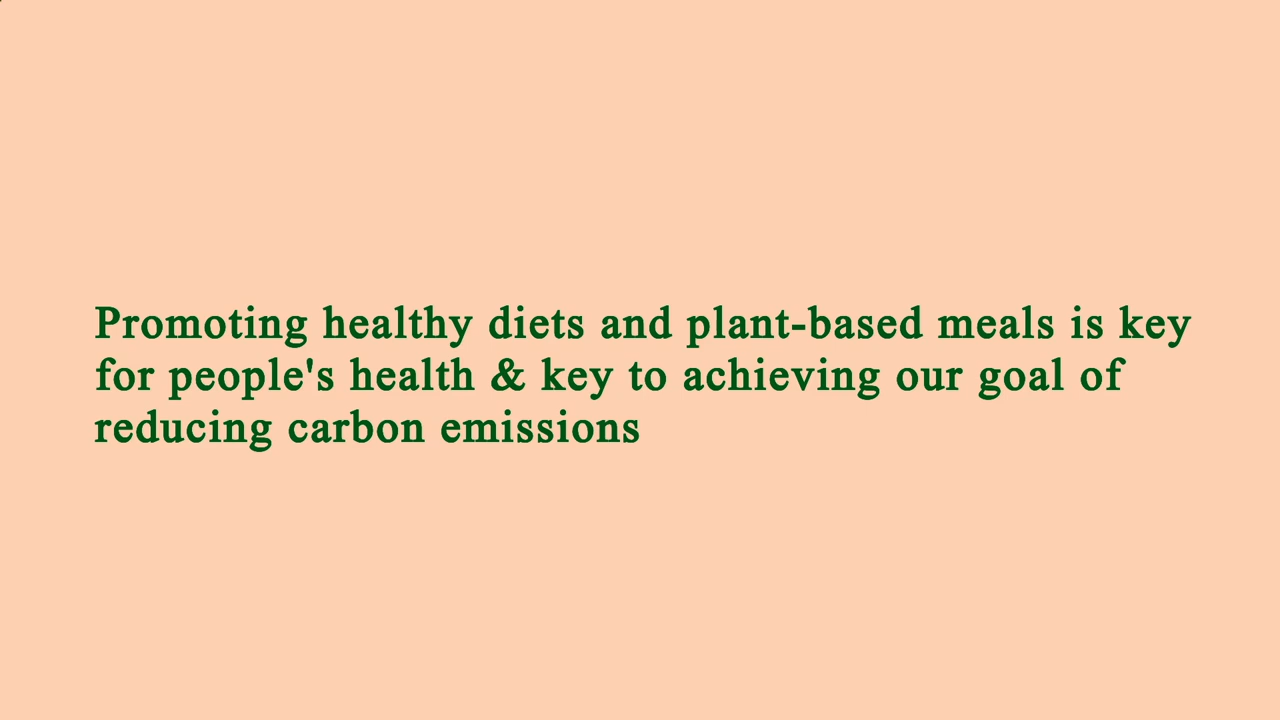 Promoting healthy diets and plant-based meals is key
for people's health & key to achieving our goal of
reducing carbon emissions